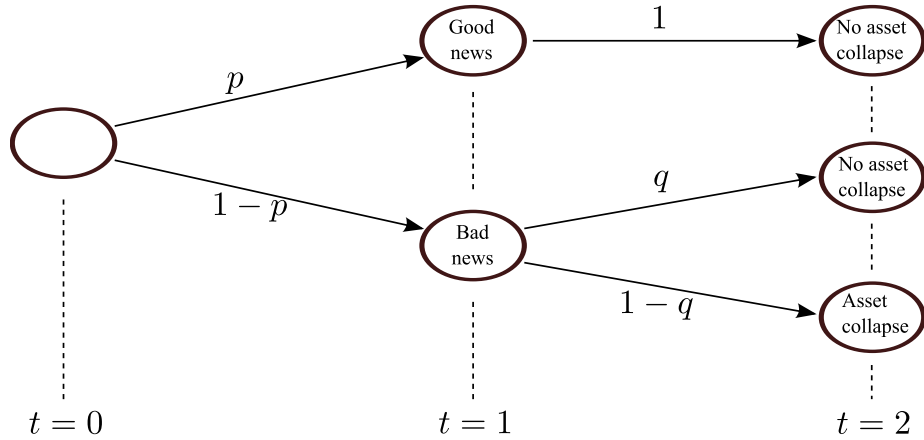 Good
news
1
No asset
collapse
p
No asset
collapse
q
1 − p
Bad
news
1 − q
Asset
collapse
t = 0
t = 1
t = 2